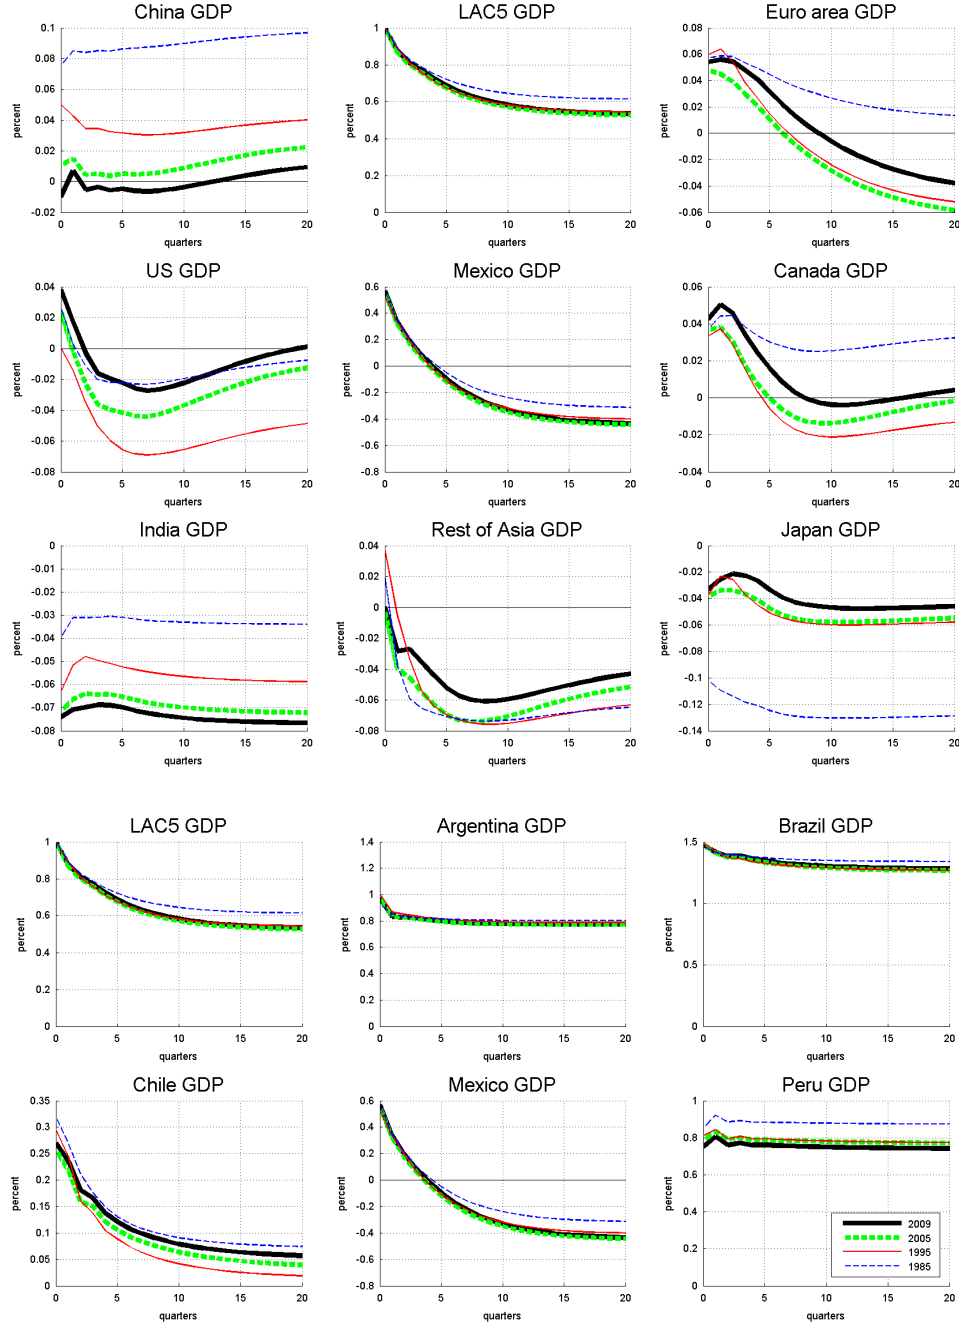 China GDP
LAC5 GDP
Euro area GDP
percent
0.1
0.08
0.06
0.04
0.02
0
-0.02
0 5 10 15 20
quarters
percent
1
0.8
0.6
0.4
0.2
0
0 5 10 15 20
quarters
percent
0.08
0.06
0.04
0.02
0
-0.02
-0.04
-0.06
0 5 10 15 20
quarters
US GDP
Mexico GDP
Canada GDP
percent
0.04
0.02
0
-0.02
-0.04
-0.06
-0.08
0 5 10 15 20
quarters
percent
0.6
0.4
0.2
0
-0.2
-0.4
-0.6
-0.8
0 5 10 15 20
quarters
percent
0.06
0.04
0.02
0
-0.02
-0.04
0 5 10 15 20
quarters
India GDP
Rest of Asia GDP
Japan GDP
percent
0
-0.01
-0.02
-0.03
-0.04
-0.05
-0.06
-0.07
-0.08
0 5 10 15 20
quarters
percent
0.04
0.02
0
-0.02
-0.04
-0.06
-0.08
0 5 10 15 20
quarters
percent
0
-0.02
-0.04
-0.06
-0.08
-0.1
-0.12
-0.14
0 5 10 15 20
quarters
LAC5 GDP
Argentina GDP
Brazil GDP
percent
1
0.8
0.6
0.4
0.2
0
0 5 10 15 20
quarters
percent
1.4
1.2
1
0.8
0.6
0.4
0.2
0
0 5 10 15 20
quarters
percent
1.5
1
1.5
0
0 5 10 15 20
quarters
Chile GDP
Mexico GDP
Peru GDP
percent
0.35
0.3
0.25
0.2
0.15
0.1
0.05
0
0 5 10 15 20
quarters
percent
0.6
0.4
0.2
0
-0.2
-0.4
-0.6
-0.8
0 5 10 15 20
quarters
percent
1
0.8
0.6
0.4
0.2
0
0 5 10 15 20
quarters
2009
2005
1995
1985